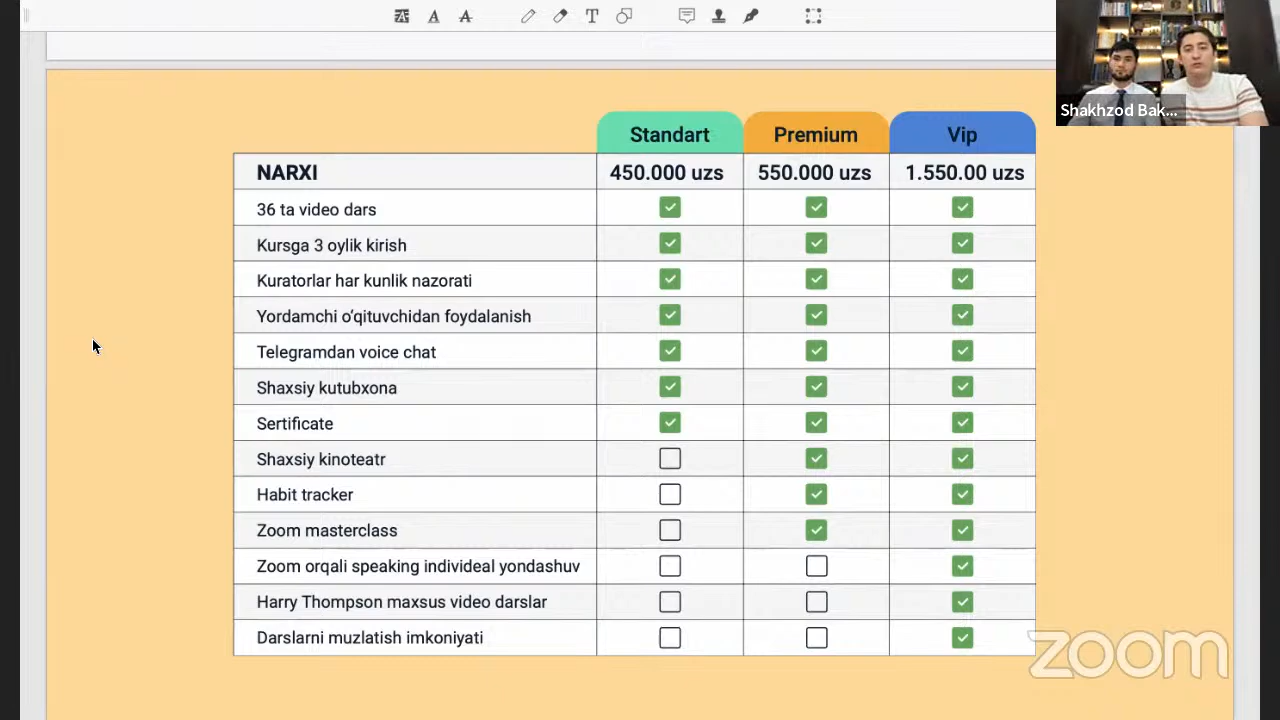 Shakhzod Bak...
Standart Premium Vip
NARXI 450.000 uzs 550.000 uzs 1.550.00 uzs
36 ta video dars
Kursga 3 oylik kirish
Kuratorlar har kunlik nazorati
Yordamchi o'qituvchidan foydalanish
Telegramdan voice chat
Shaxsiy kutubxona
Sertificate
Shaxsiy kinoteatr
Habit tracker
Zoom masterclass
Zoom orqali speaking individeal yondashuv
Harry Thompson maxsus video darslar
Darslarni muzlatish imkoniyati
zoom